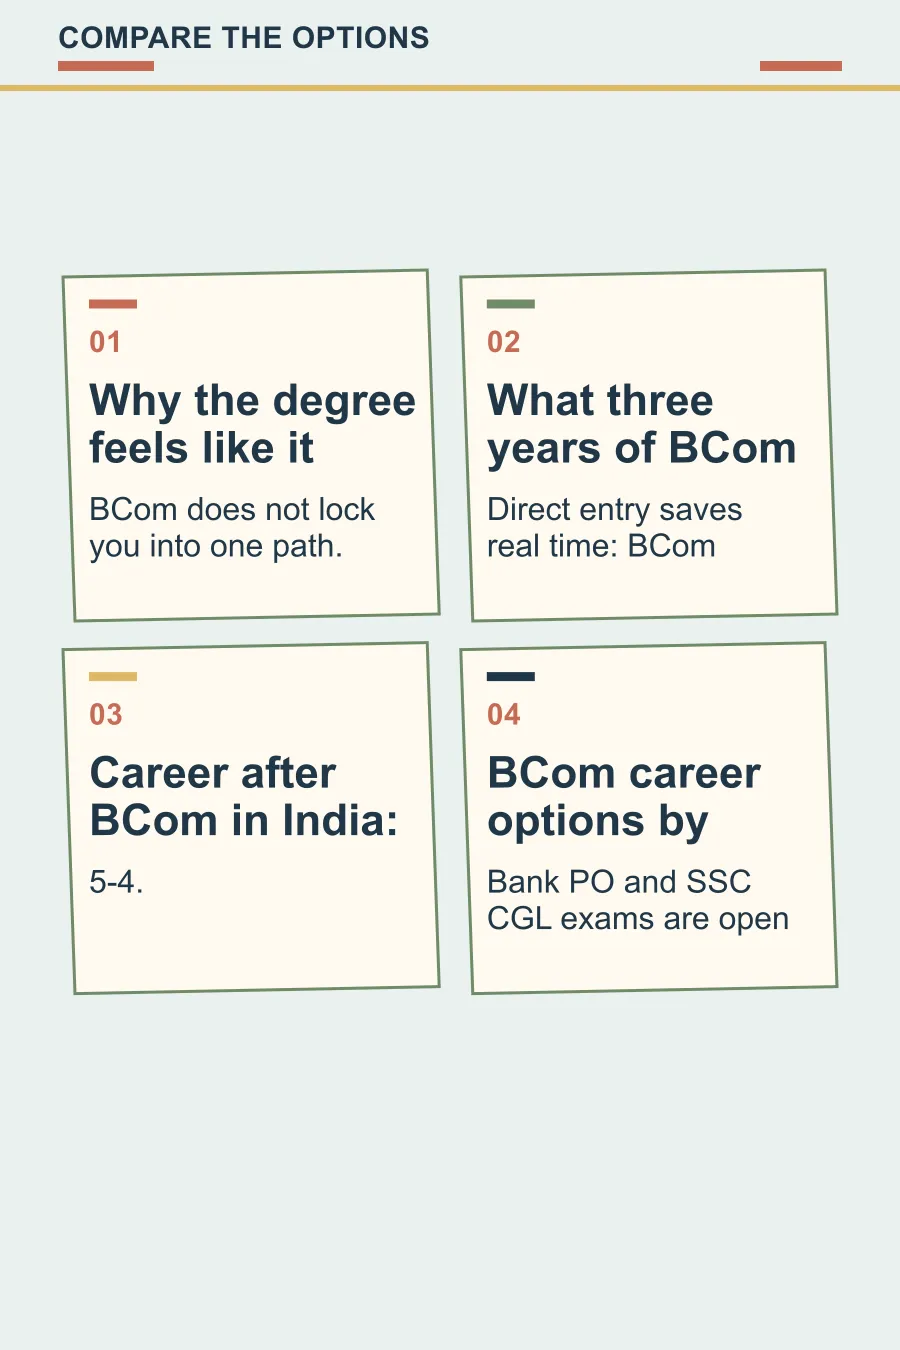 COMPARE THE OPTIONS
01
Why the degree
feels like it
BCom does not lock
you into one path.
02
What three
years of BCom
Direct entry saves
real time: BCom
03
Career after
BCom in India:
5-4.
04
BCom career
options by
Bank PO and SSC
CGL exams are open